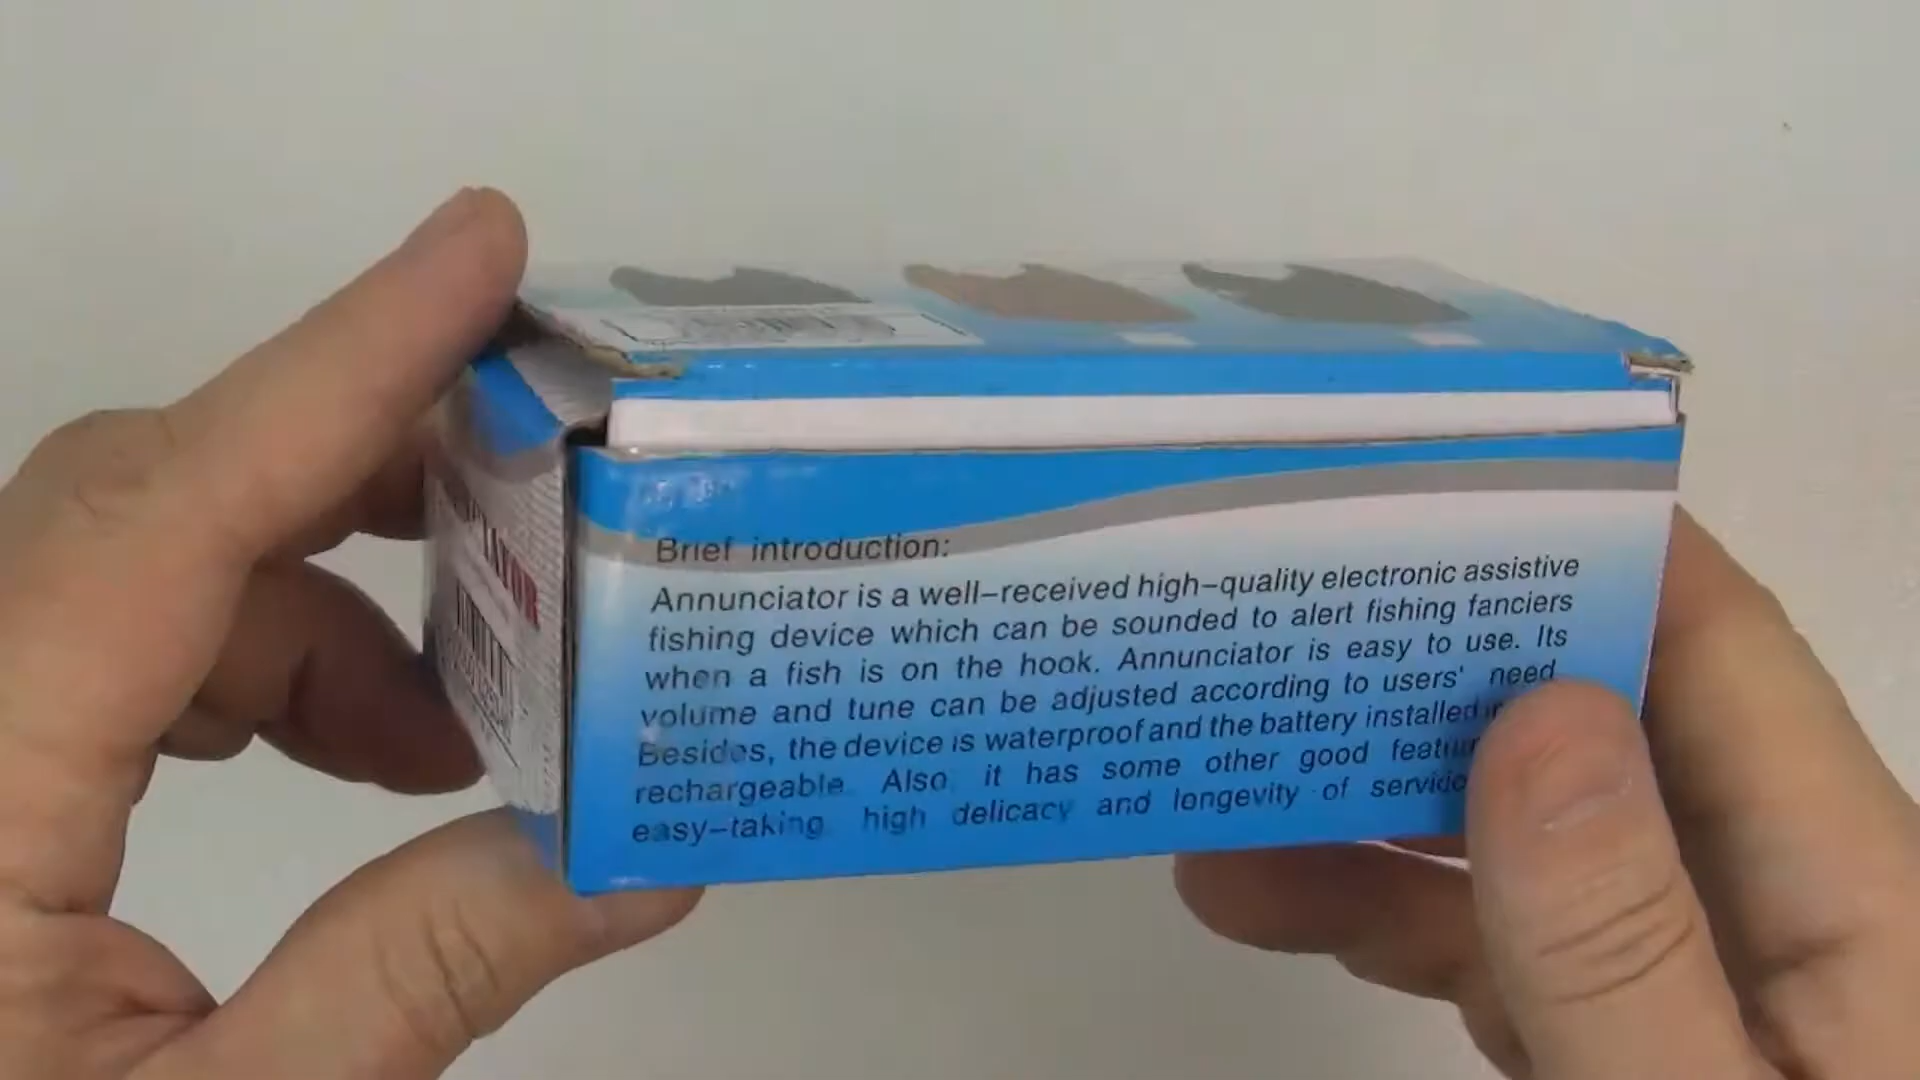 Brief introduction:
Annunciator is a well-received high-quality electronic assistive
fishing device which can be sounded to alert fishing fanciers
when a fish is on the hook. Annunciator is easy to use. Its
volume and tune can be adjusted according to users' need
Besides, the device is waterproof and the battery installed
rechargeable. Also, it has some other good
easy-taking, high delicacy and longevity of